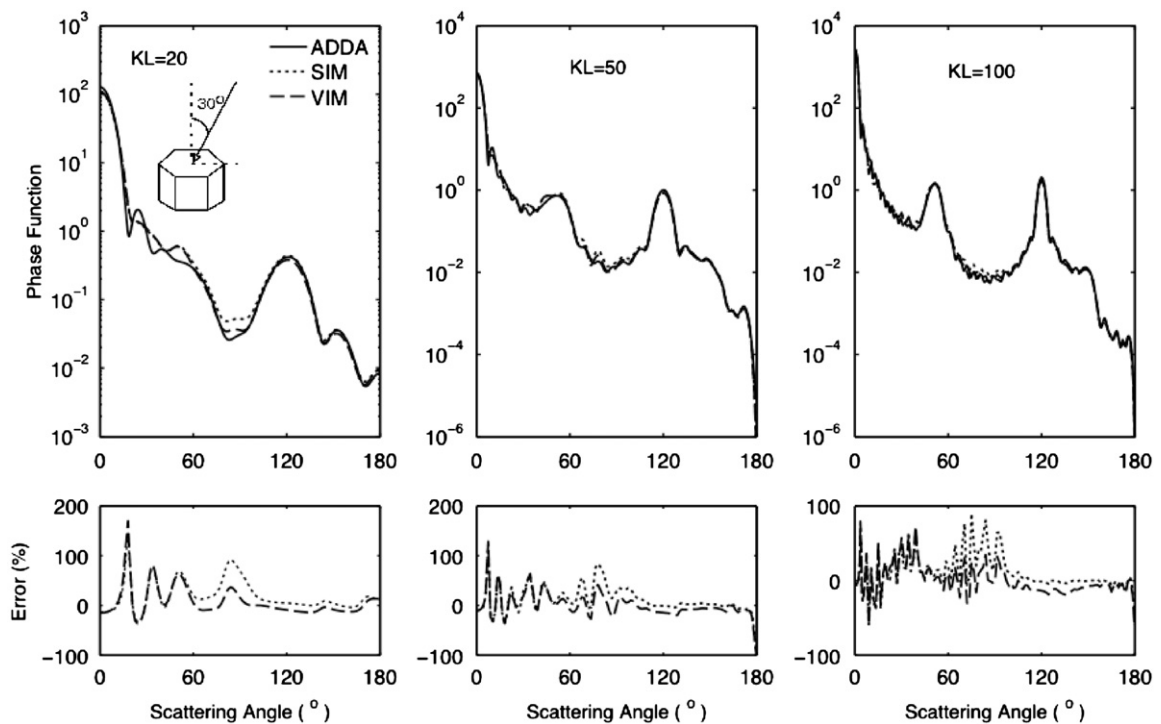 KL=20
ADDA
SIM
VIM
30°
Phase Function
10^3
10^2
10^1
10^0
10^-1
10^-2
10^-3
0 60 120 180
KL=50
10^4
10^2
10^0
10^-2
10^-4
10^-6
0 60 120 180
KL=100
10^4
10^2
10^0
10^-2
10^-4
10^-6
0 60 120 180
Error (%)
200
100
0
-100
0 60 120 180
Scattering Angle ( ° )
200
100
0
-100
0 60 120 180
Scattering Angle ( ° )
100
0
-100
0 60 120 180
Scattering Angle ( ° )